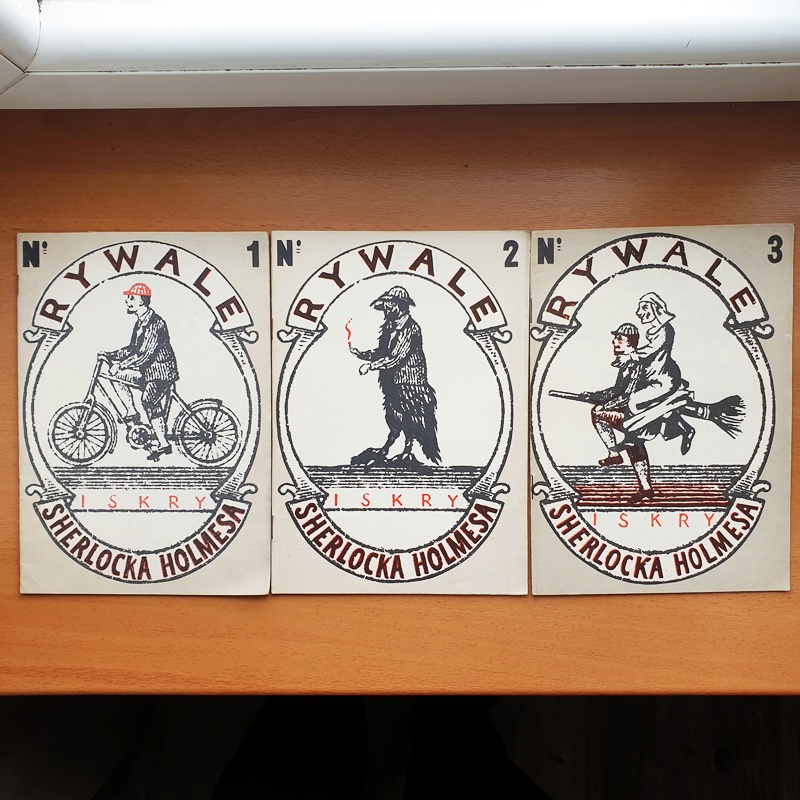 Nº 1
RYWALE
ISKRY
SHERLOCKA HOLMESA
Nº 2
RYWALE
ISKRY
SHERLOCKA HOLMESA
Nº 3
RYWALE
ISKRY
SHERLOCKA HOLMESA